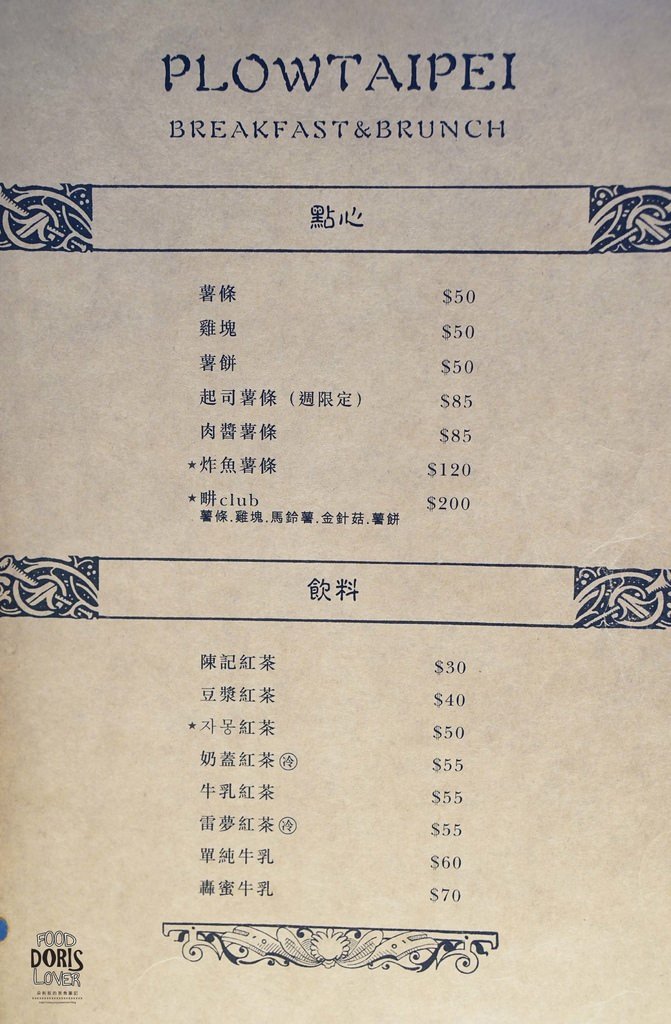 PLOWTAIPEI
BREAKFAST&BRUNCH
點心
薯條 $50
雞塊 $50
薯餅 $50
起司薯條（週限定） $85
肉醬薯條 $85
★炸魚薯條 $120
★畊club $200
薯條.雞塊.馬鈴薯.金針菇.薯餅
飲料
陳記紅茶 $30
豆漿紅茶 $40
★자몽紅茶 $50
奶蓋紅茶㊀冷 $55
牛乳紅茶 $55
雷夢紅茶冷 $55
單純牛乳 $60
轟蜜牛乳 $70
FOOD
DORIS
LOVER